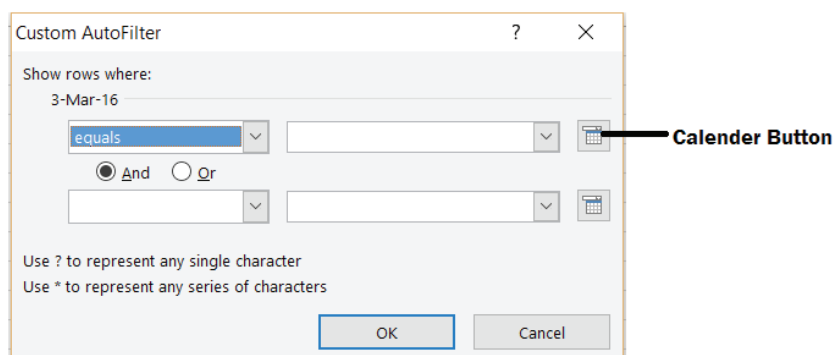 Custom AutoFilter ?
Show rows where:
3-Mar-16
equals
Calender Button
And Or
Use ? to represent any single character
Use * to represent any series of characters
OK Cancel